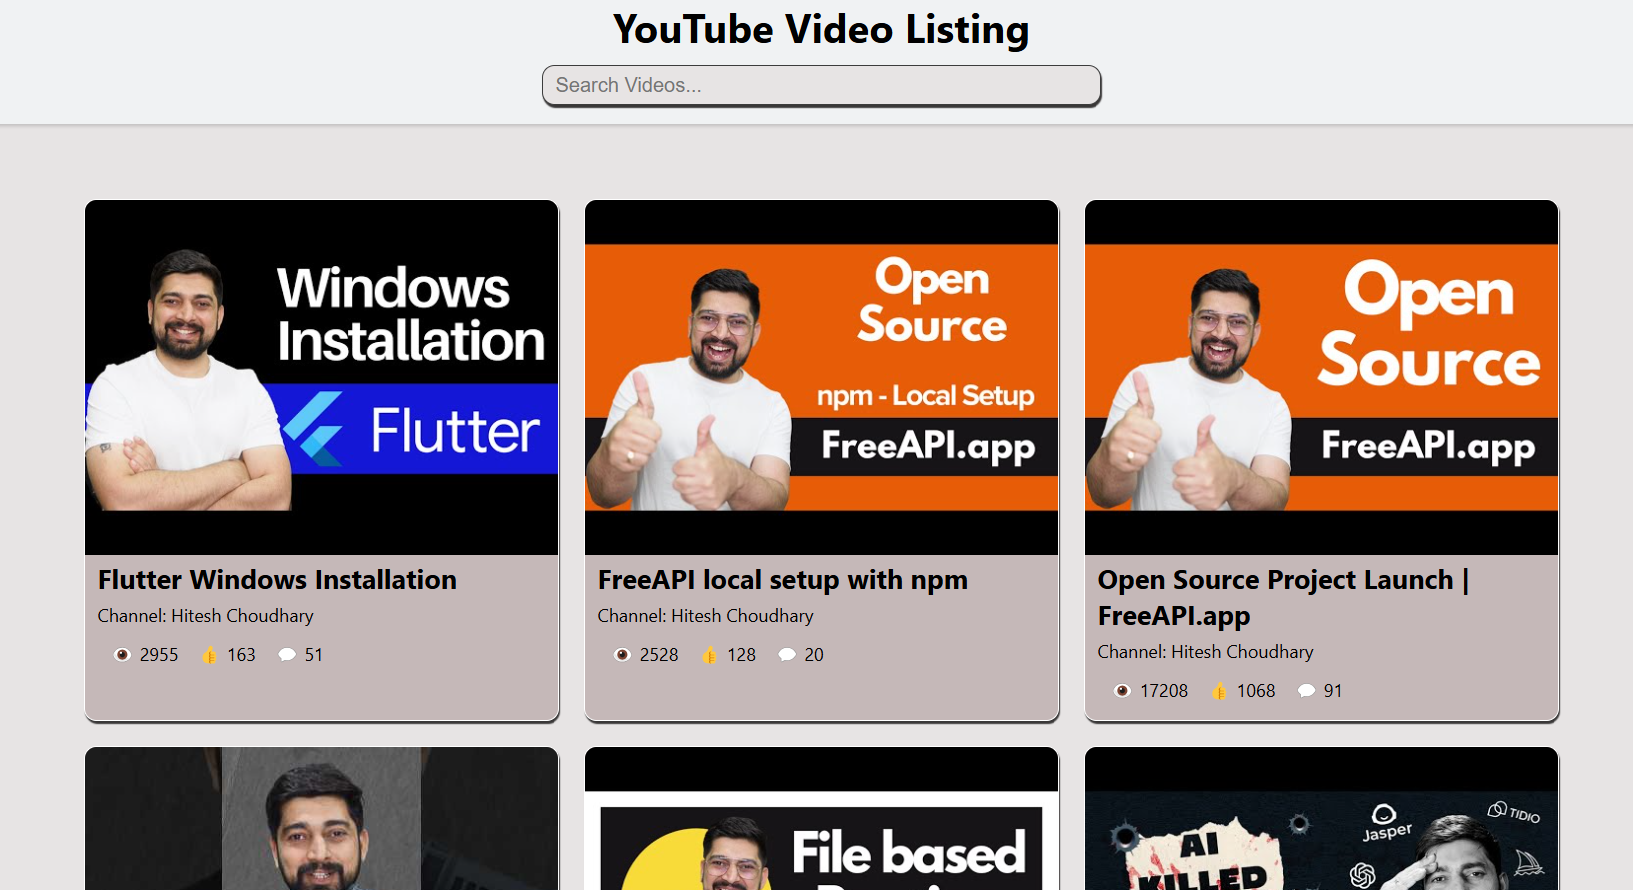 YouTube Video Listing
Search Videos...
Windows
Installation
Flutter
Flutter Windows Installation
Channel: Hitesh Choudhary
2955 163 51
Open
Source
npm - Local Setup
FreeAPI.app
FreeAPI local setup with npm
Channel: Hitesh Choudhary
2528 128 20
Open
Source
FreeAPI.app
Open Source Project Launch |
FreeAPI.app
Channel: Hitesh Choudhary
17208 1068 91
File based
AI
KILLED
Jasper
TIDIO